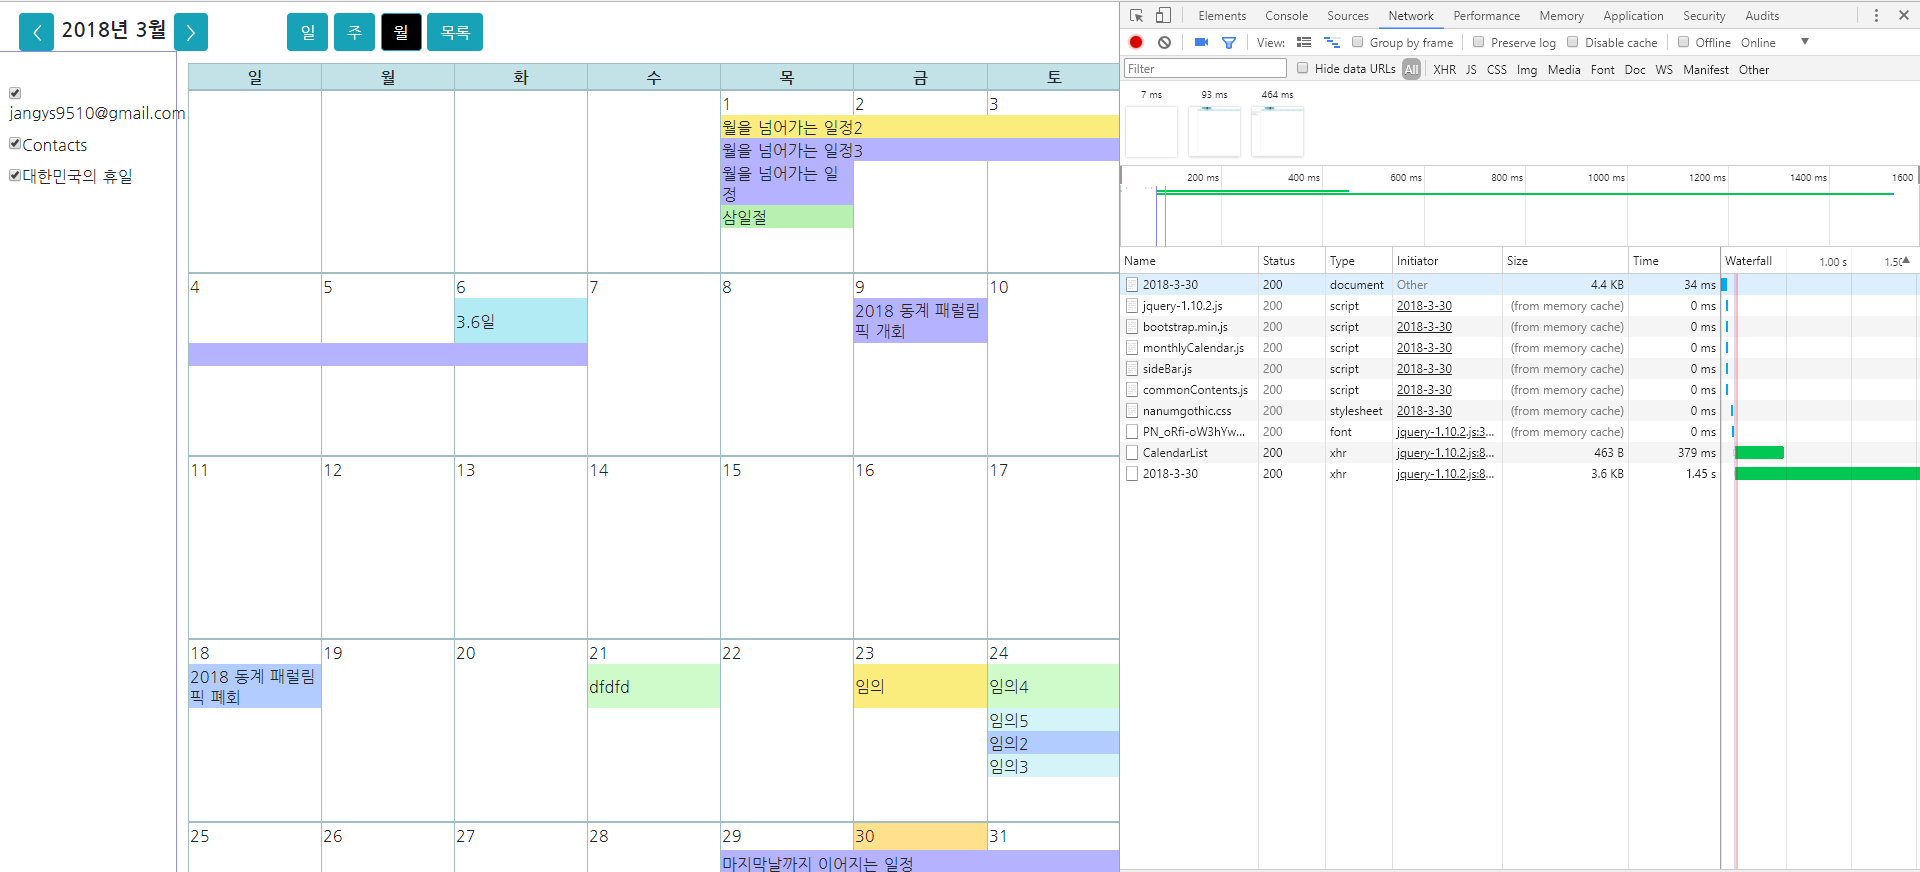 2018년 3월
일 주 월 목록
jangys9510@gmail.com
Contacts
대한민국의 휴일
일 월 화 수 목 금 토
1 2 3
월을 넘어가는 일정2
월을 넘어가는 일정3
월을 넘어가는 일
정
삼일절
4 5 6 7 8 9 10
3.6일
2018 동계 패럴림
픽 개회
11 12 13 14 15 16 17
18 19 20 21 22 23 24
2018 동계 패럴림
픽 폐회
dfdfd
임의
임의4
임의5
임의2
임의3
25 26 27 28 29 30 31
마지막날까지 이어지는 일정
Elements Console Sources Network Performance Memory Application Security Audits
View: Group by frame Preserve log Disable cache Offline Online
Filter Hide data URLs All XHR JS CSS Img Media Font Doc WS Manifest Other
7 ms 93 ms 464 ms
200 ms 400 ms 600 ms 800 ms 1000 ms 1200 ms 1400 ms 1600
Name Status Type Initiator Size Time Waterfall 1.00 s 1.50
2018-3-30 200 document Other 4.4 KB 34 ms
jquery-1.10.2.js 200 script 2018-3-30 (from memory cache) 0 ms
bootstrap.min.js 200 script 2018-3-30 (from memory cache) 0 ms
monthlyCalendar.js 200 script 2018-3-30 (from memory cache) 0 ms
sideBar.js 200 script 2018-3-30 (from memory cache) 0 ms
commonContents.js 200 script 2018-3-30 (from memory cache) 0 ms
nanumgothic.css 200 stylesheet 2018-3-30 (from memory cache) 0 ms
PN_oRfi-oW3hYw... 200 font jquery-1.10.2.js:3... (from memory cache) 0 ms
CalendarList 200 xhr jquery-1.10.2.js:8... 463 B 379 ms
2018-3-30 200 xhr jquery-1.10.2.js:8... 3.6 KB 1.45 s